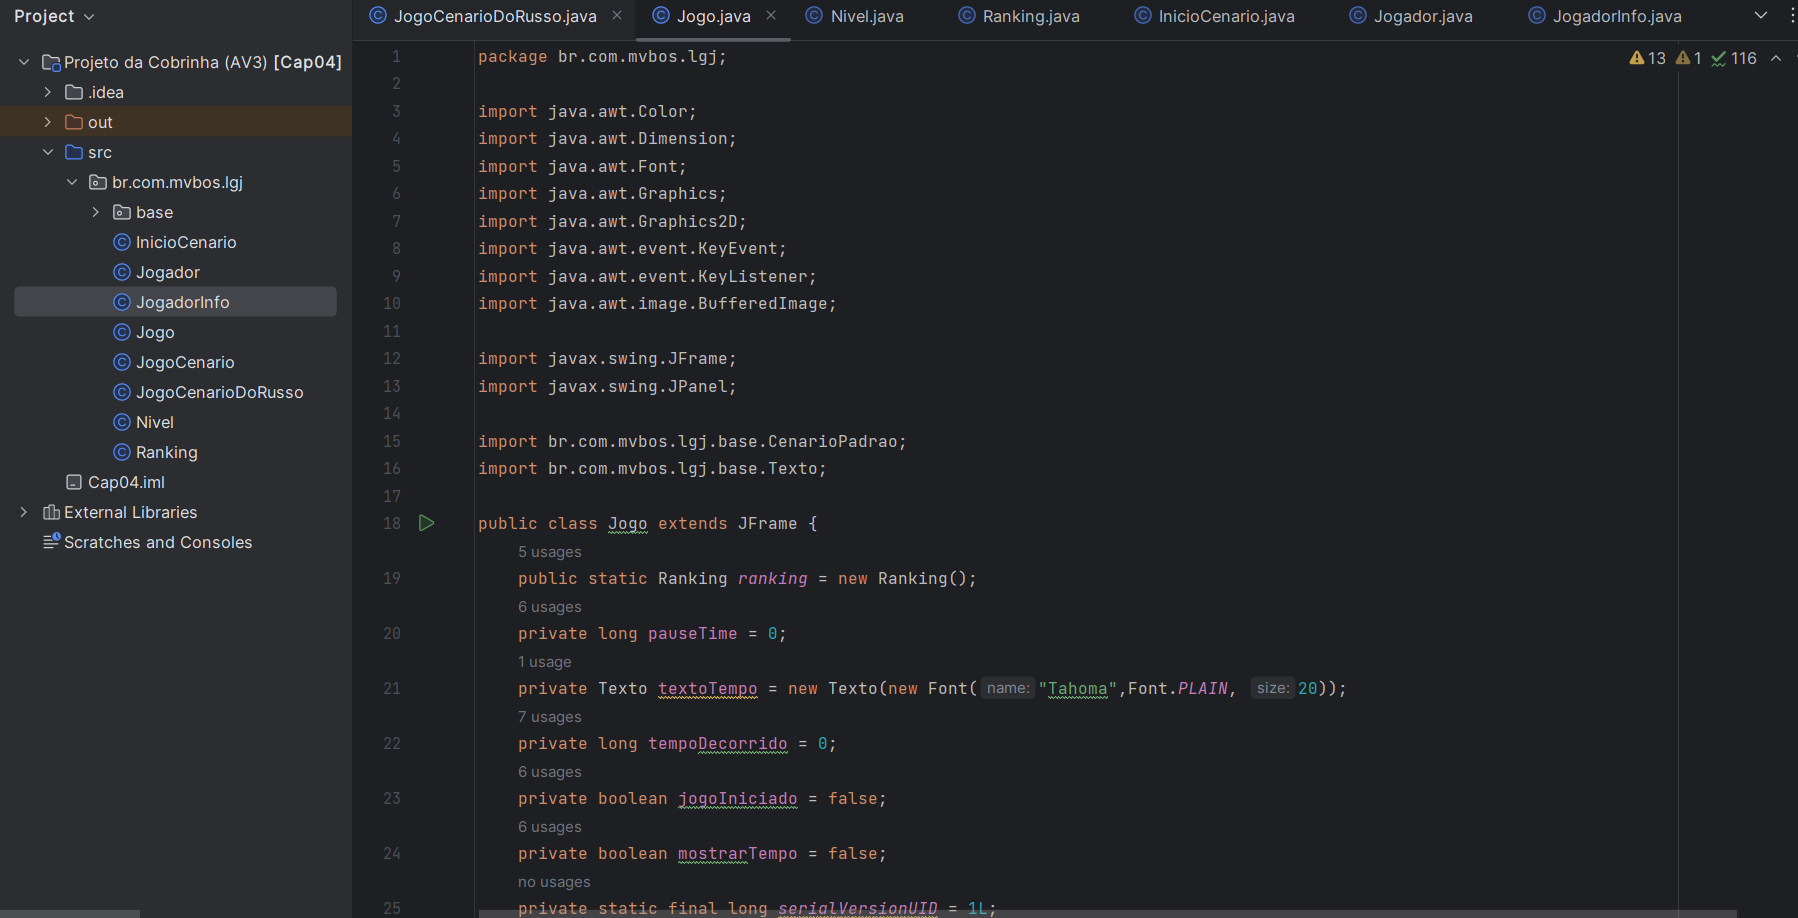 Project
JogoCenarioDoRusso.java
Jogo.java
Nivel.java
Ranking.java
InicioCenario.java
Jogador.java
JogadorInfo.java
Projeto da Cobrinha (AV3) [Cap04]
.idea
out
src
br.com.mvbos.lgj
base
InicioCenario
Jogador
JogadorInfo
Jogo
JogoCenario
JogoCenarioDoRusso
Nivel
Ranking
Cap04.iml
External Libraries
Scratches and Consoles
13 1 116
1 package br.com.mvbos.lgj;
2
3 import java.awt.Color;
4 import java.awt.Dimension;
5 import java.awt.Font;
6 import java.awt.Graphics;
7 import java.awt.Graphics2D;
8 import java.awt.event.KeyEvent;
9 import java.awt.event.KeyListener;
10 import java.awt.image.BufferedImage;
11
12 import javax.swing.JFrame;
13 import javax.swing.JPanel;
14
15 import br.com.mvbos.lgj.base.CenarioPadrao;
16 import br.com.mvbos.lgj.base.Texto;
17
18 public class Jogo extends JFrame {
5 usages
19 public static Ranking ranking = new Ranking();
6 usages
20 private long pauseTime = 0;
1 usage
21 private Texto textoTempo = new Texto(new Font( name: "Tahoma",Font.PLAIN, size: 20));
7 usages
22 private long tempoDecorrido = 0;
6 usages
23 private boolean jogoIniciado = false;
6 usages
24 private boolean mostrarTempo = false;
no usages
25 private static final long serialVersionUID = 1L;